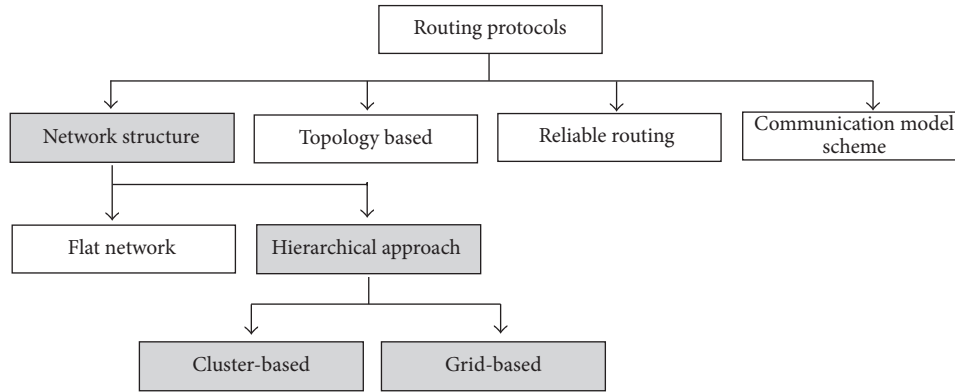 Routing protocols
Network structure
Topology based
Reliable routing
Communication model
scheme
Flat network
Hierarchical approach
Cluster-based
Grid-based